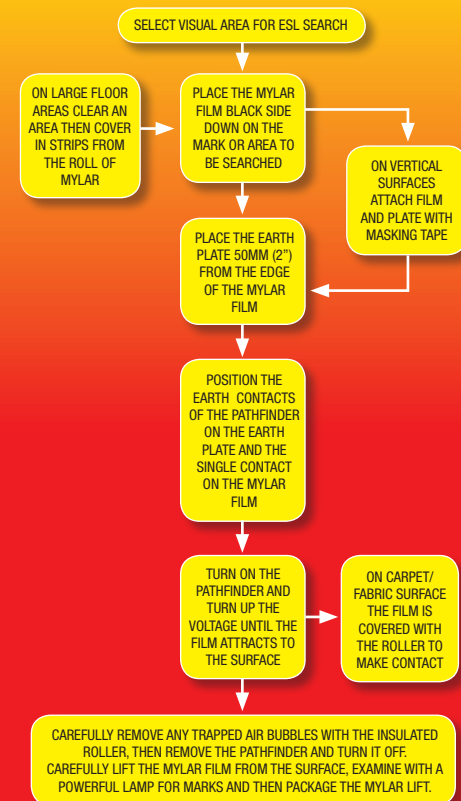 SELECT VISUAL AREA FOR ESL SEARCH
ON LARGE FLOOR
AREAS CLEAR AN
AREA THEN COVER
IN STRIPS FROM
THE ROLL OF
MYLAR
PLACE THE MYLAR
FILM BLACK SIDE
DOWN ON THE
MARK OR AREA TO
BE SEARCHED
ON VERTICAL
SURFACES
ATTACH FILM
AND PLATE WITH
MASKING TAPE
PLACE THE EARTH
PLATE 50MM (2”)
FROM THE EDGE
OF THE MYLAR
FILM
POSITION THE
EARTH CONTACTS
OF THE PATHFINDER
ON THE EARTH
PLATE AND THE
SINGLE CONTACT
ON THE MYLAR
FILM
TURN ON THE
PATHFINDER AND
TURN UP THE
VOLTAGE UNTIL THE
FILM ATTRACTS TO
THE SURFACE
ON CARPET/
FABRIC SURFACE
THE FILM IS
COVERED WITH
THE ROLLER TO
MAKE CONTACT
CAREFULLY REMOVE ANY TRAPPED AIR BUBBLES WITH THE INSULATED
ROLLER, THEN REMOVE THE PATHFINDER AND TURN IT OFF.
CAREFULLY LIFT THE MYLAR FILM FROM THE SURFACE, EXAMINE WITH A
POWERFUL LAMP FOR MARKS AND THEN PACKAGE THE MYLAR LIFT.